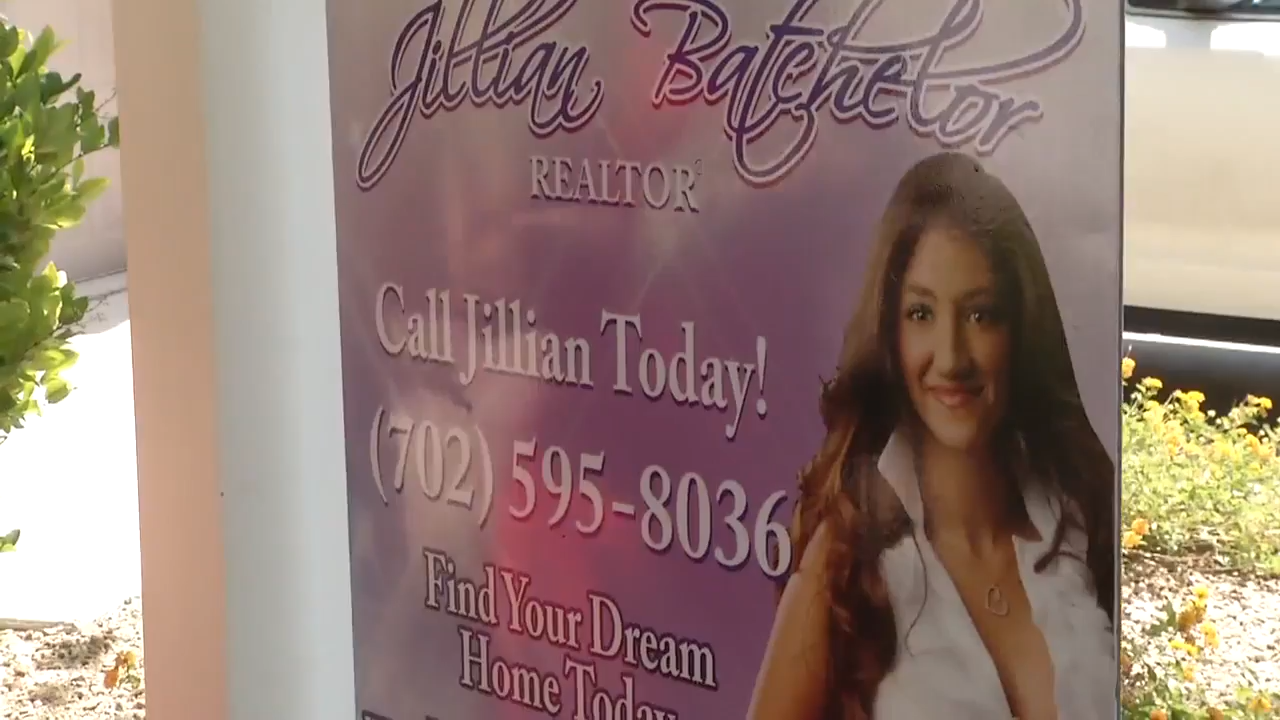 Jillian Batchelor
REALTOR
Call Jillian Today!
(702) 595-8036
Find Your Dream
Home Today